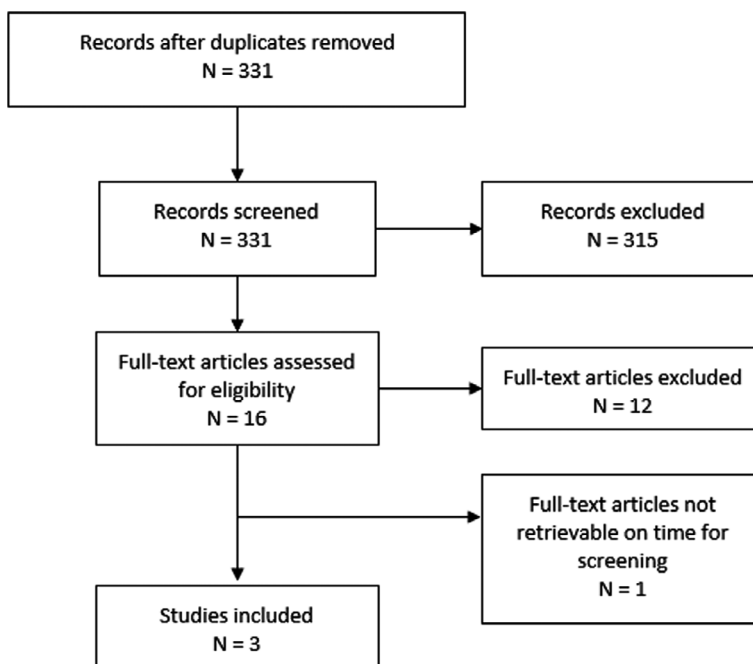 Records after duplicates removed
N = 331
Records screened
N = 331
Records excluded
N = 315
Full-text articles assessed
for eligibility
N = 16
Full-text articles excluded
N = 12
Full-text articles not
retrievable on time for
screening
N = 1
Studies included
N = 3